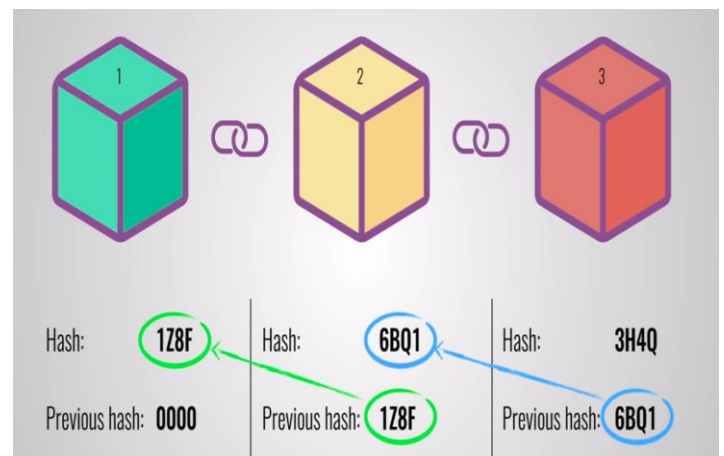 1
2
3
Hash: 1Z8F
Previous hash: 0000
Hash: 6BQ1
Previous hash: 1Z8F
Hash: 3H4Q
Previous hash: 6BQ1